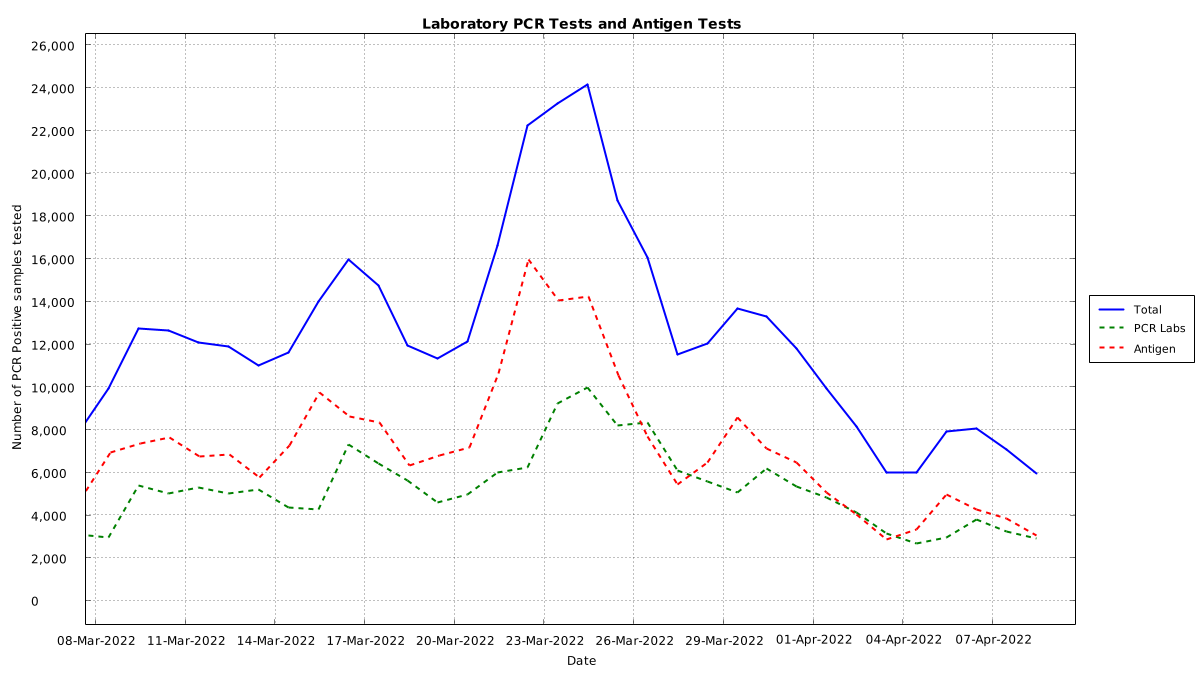 Laboratory PCR Tests and Antigen Tests
26,000
24,000
22,000
20,000
18,000
16,000
14,000
12,000
10,000
8,000
6,000
4,000
2,000
0
Number of PCR Positive samples tested
08-Mar-2022 11-Mar-2022 14-Mar-2022 17-Mar-2022 20-Mar-2022 23-Mar-2022 26-Mar-2022 29-Mar-2022 01-Apr-2022 04-Apr-2022 07-Apr-2022
Date
Total
PCR Labs
Antigen